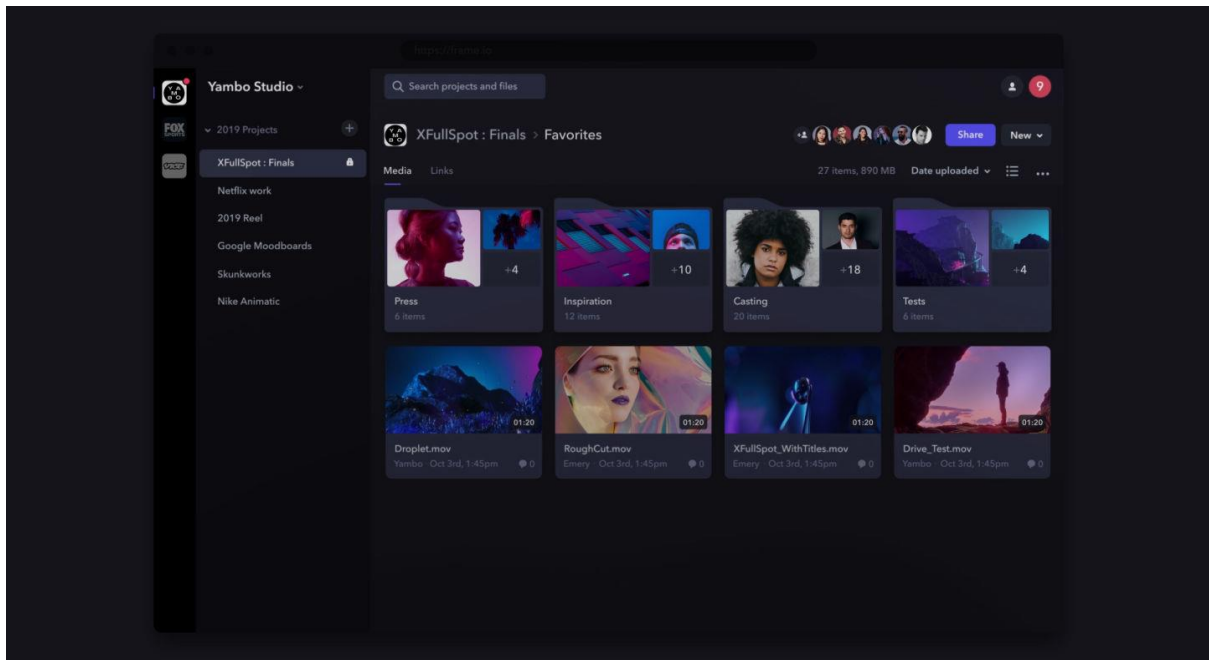 https://frame.io
YAMBO
Yambo Studio
Search projects and files
9
FOX
SPORTS
2019 Projects
+
YAMBO
XFullSpot : Finals > Favorites
+
Share
New
XFullSpot : Finals
Media
Links
27 items, 890 MB
Date uploaded
Netflix work
2019 Reel
Google Moodboards
Skunkworks
Nike Animatic
+4
+10
+18
+4
Press
Inspiration
Casting
Tests
6 items
12 items
20 items
6 items
01:20
01:20
01:20
01:20
Droplet.mov
RoughCut.mov
XFullSpot_WithTitles.mov
Drive_Test.mov
Yambo · Oct 3rd, 1:45pm
0
Emery · Oct 3rd, 1:45pm
0
Emery · Oct 3rd, 1:45pm
0
Yambo · Oct 3rd, 1:45pm
0